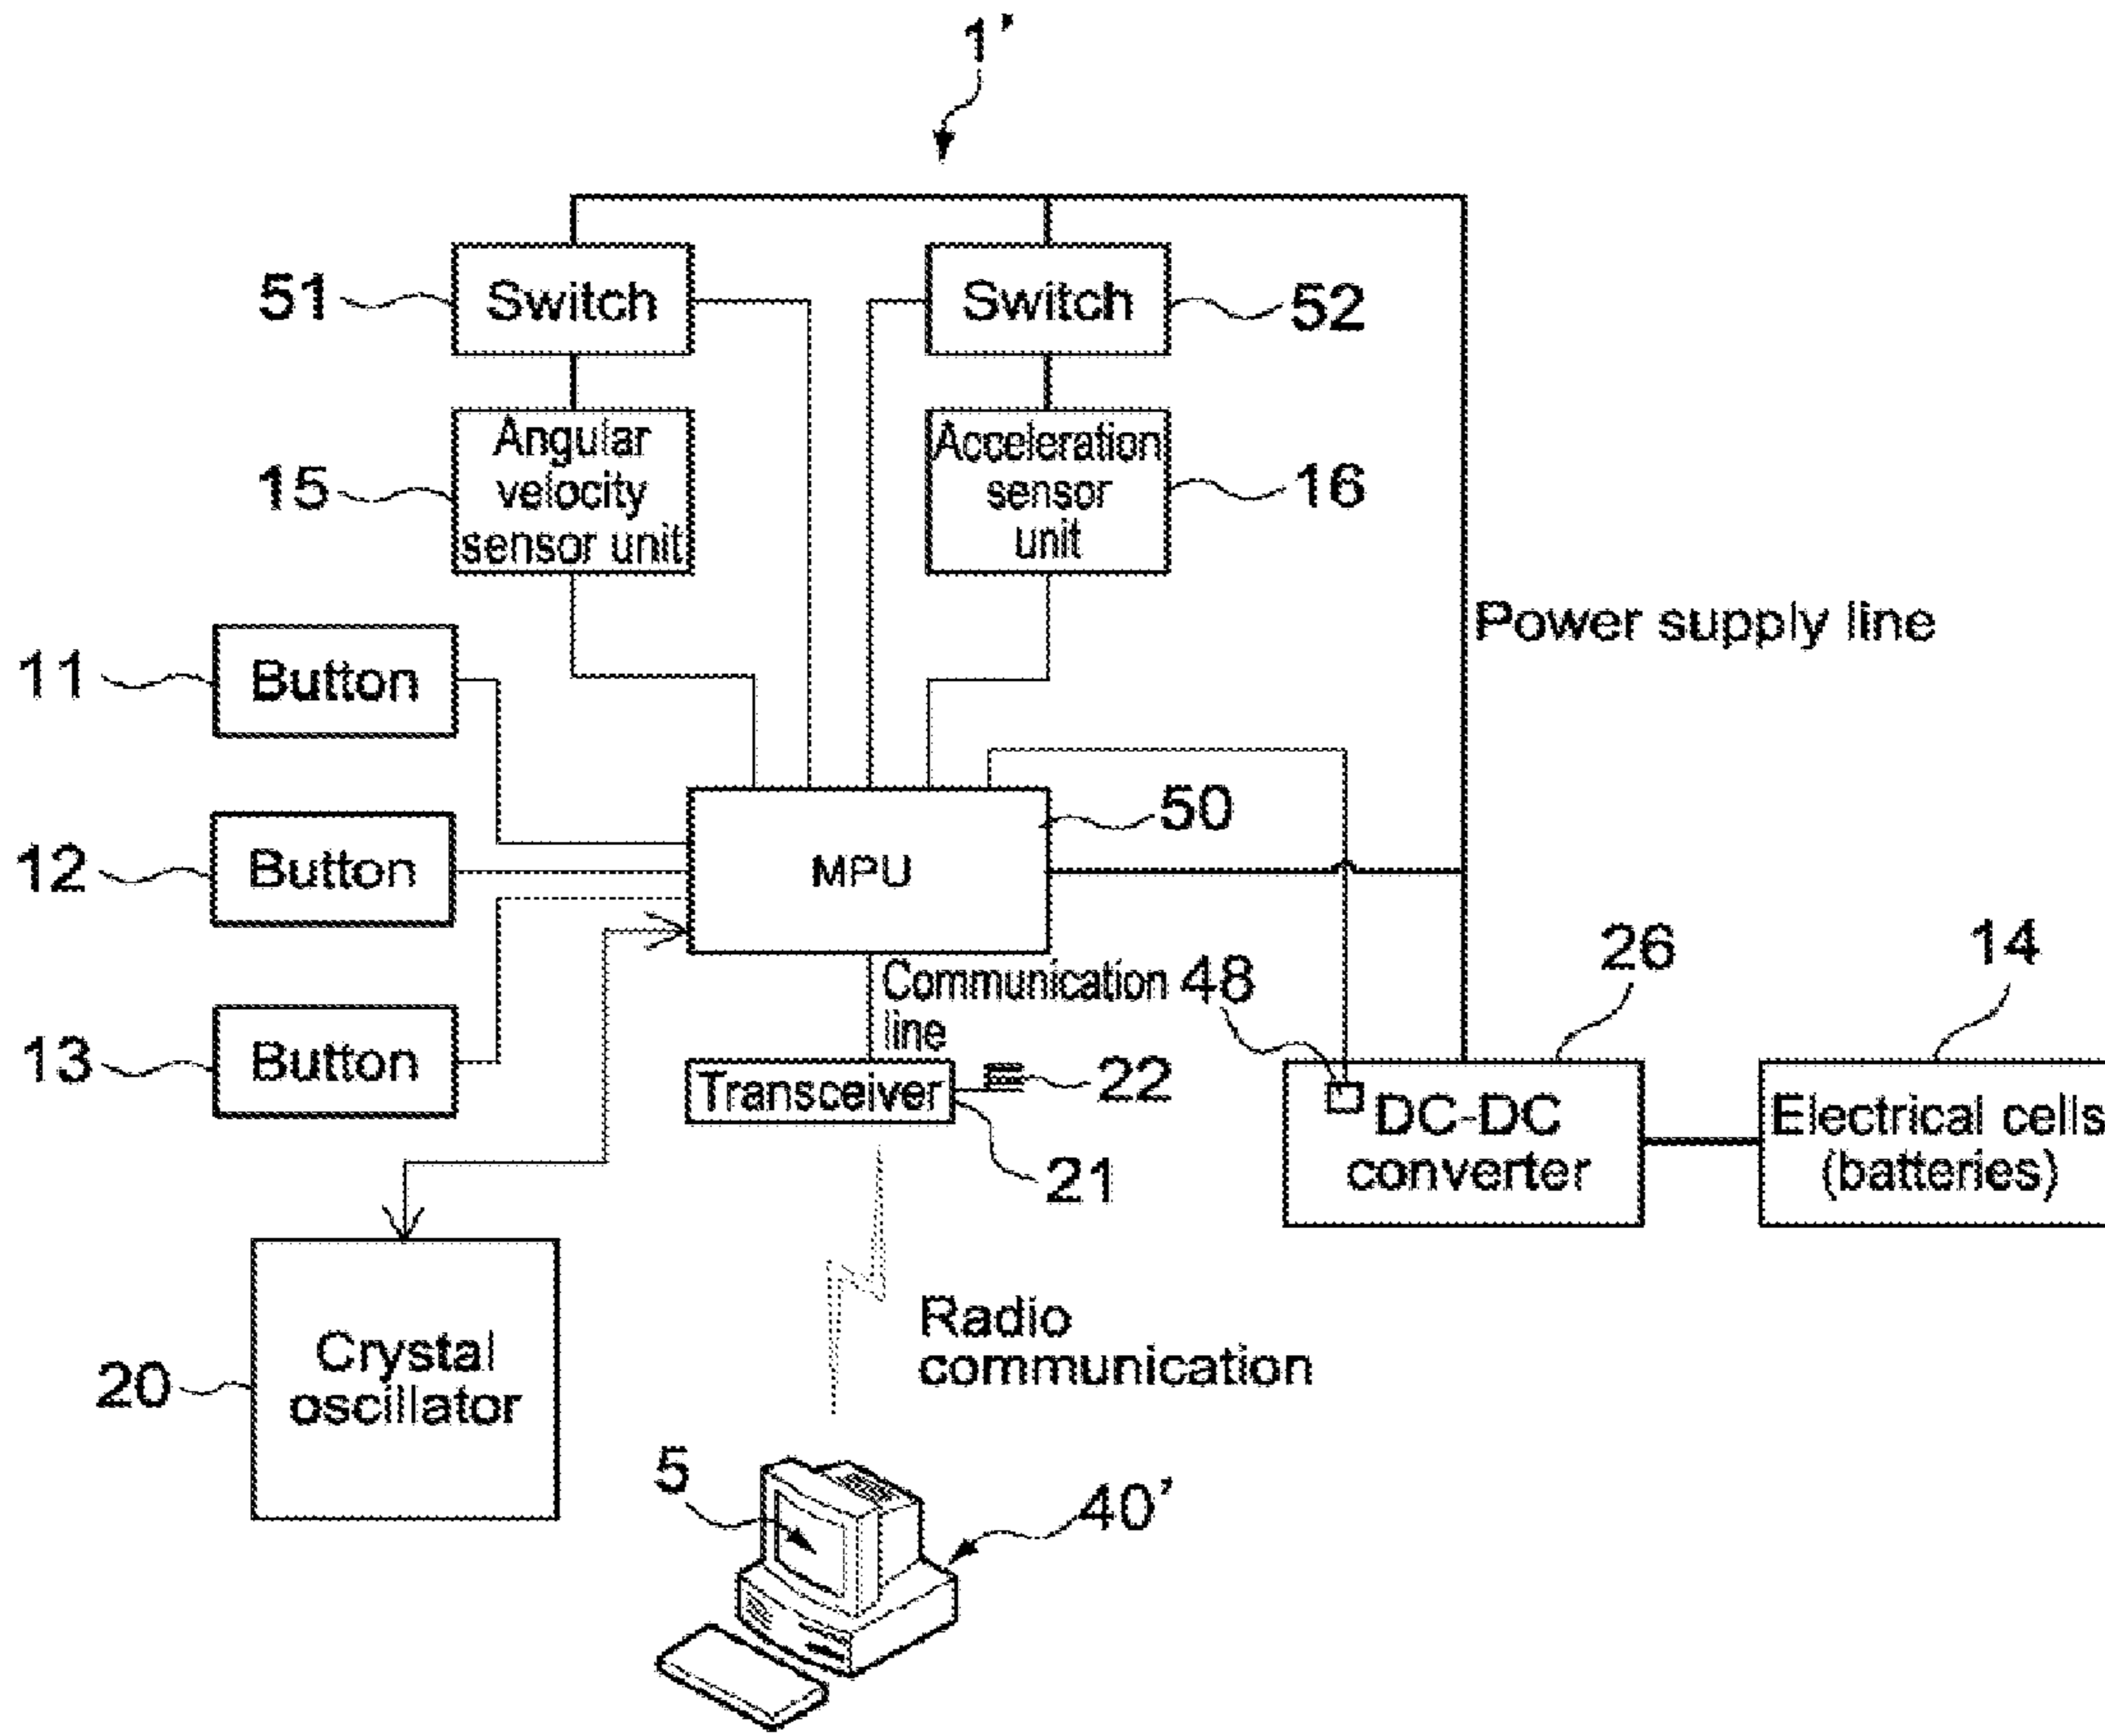 1’
51
Switch
Switch
52
15
Angular
velocity
sensor unit
Acceleration
sensor
unit
16
Power supply line
11
Button
12
Button
MPU
50
13
Button
Communication
line
48
26
14
Transceiver
22
21
DC-DC
converter
Electrical cells
(batteries)
20
Crystal
oscillator
Radio
communication
5
40’